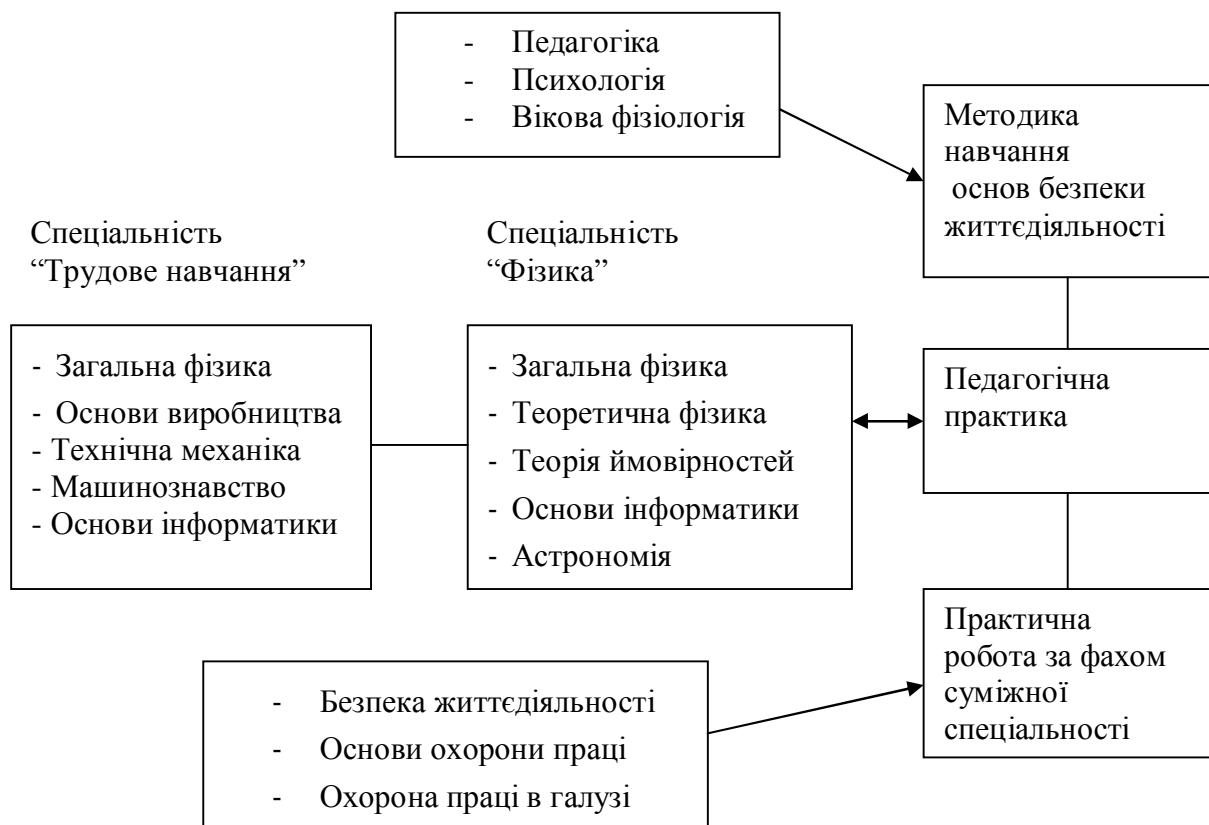 - Педагогіка
- Психологія
- Вікова фізіологія
Методика
навчання
основ безпеки
життєдіяльності
Спеціальність
“Трудове навчання”
Спеціальність
“Фізика”
- Загальна фізика
- Основи виробництва
- Технічна механіка
- Машинознавство
- Основи інформатики
- Загальна фізика
- Теоретична фізика
- Теорія ймовірностей
- Основи інформатики
- Астрономія
Педагогічна
практика
Практична
робота за фахом
суміжної
спеціальності
- Безпека життєдіяльності
- Основи охорони праці
- Охорона праці в галузі